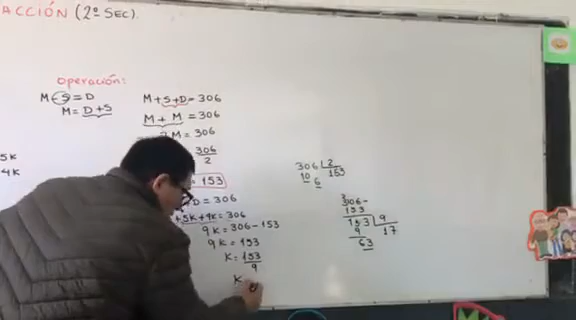 ACCIÓN (2º SEC).
operación:
M - S = D
M = D + S
M + S + D = 306
M + M = 306
M = 306
306
2
= 153
D = 306
5K + 4K = 306
9K = 306 - 153
9K = 153
K = 153
9
K
5K
4K
306 2
10 153
6
306 -
153
153 9
9 17
63